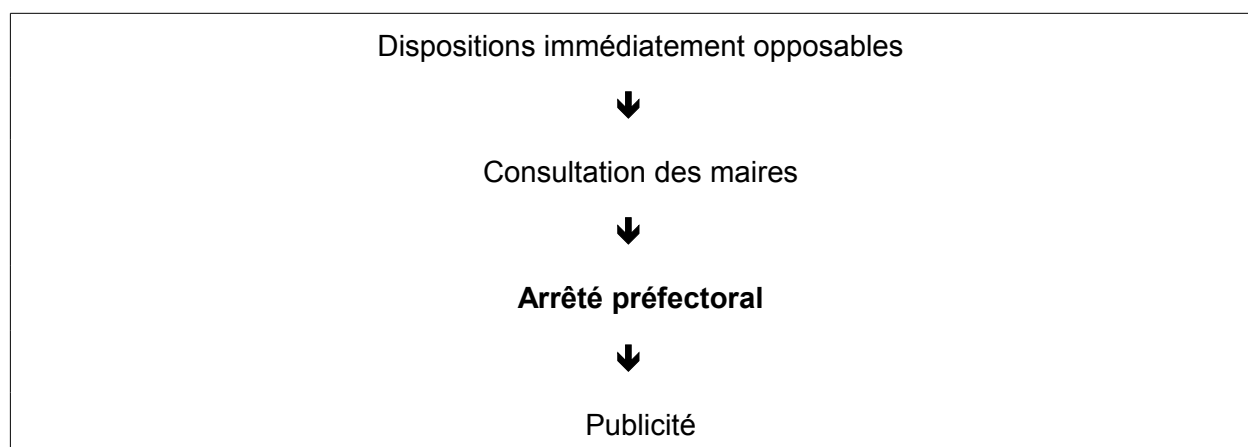 Dispositions immédiatement opposables
🡻
Consultation des maires
🡻
Arrêté préfectoral
🡻
Publicité